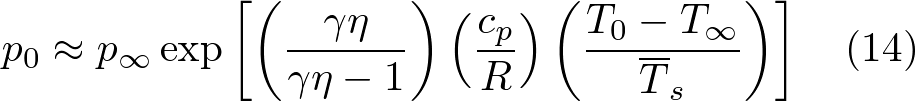 p_0 ≈ p_∞ exp [ ( γη / (γη − 1) ) ( c_p / R ) ( (T_0 − T_∞) / T̅_s ) ] (14)